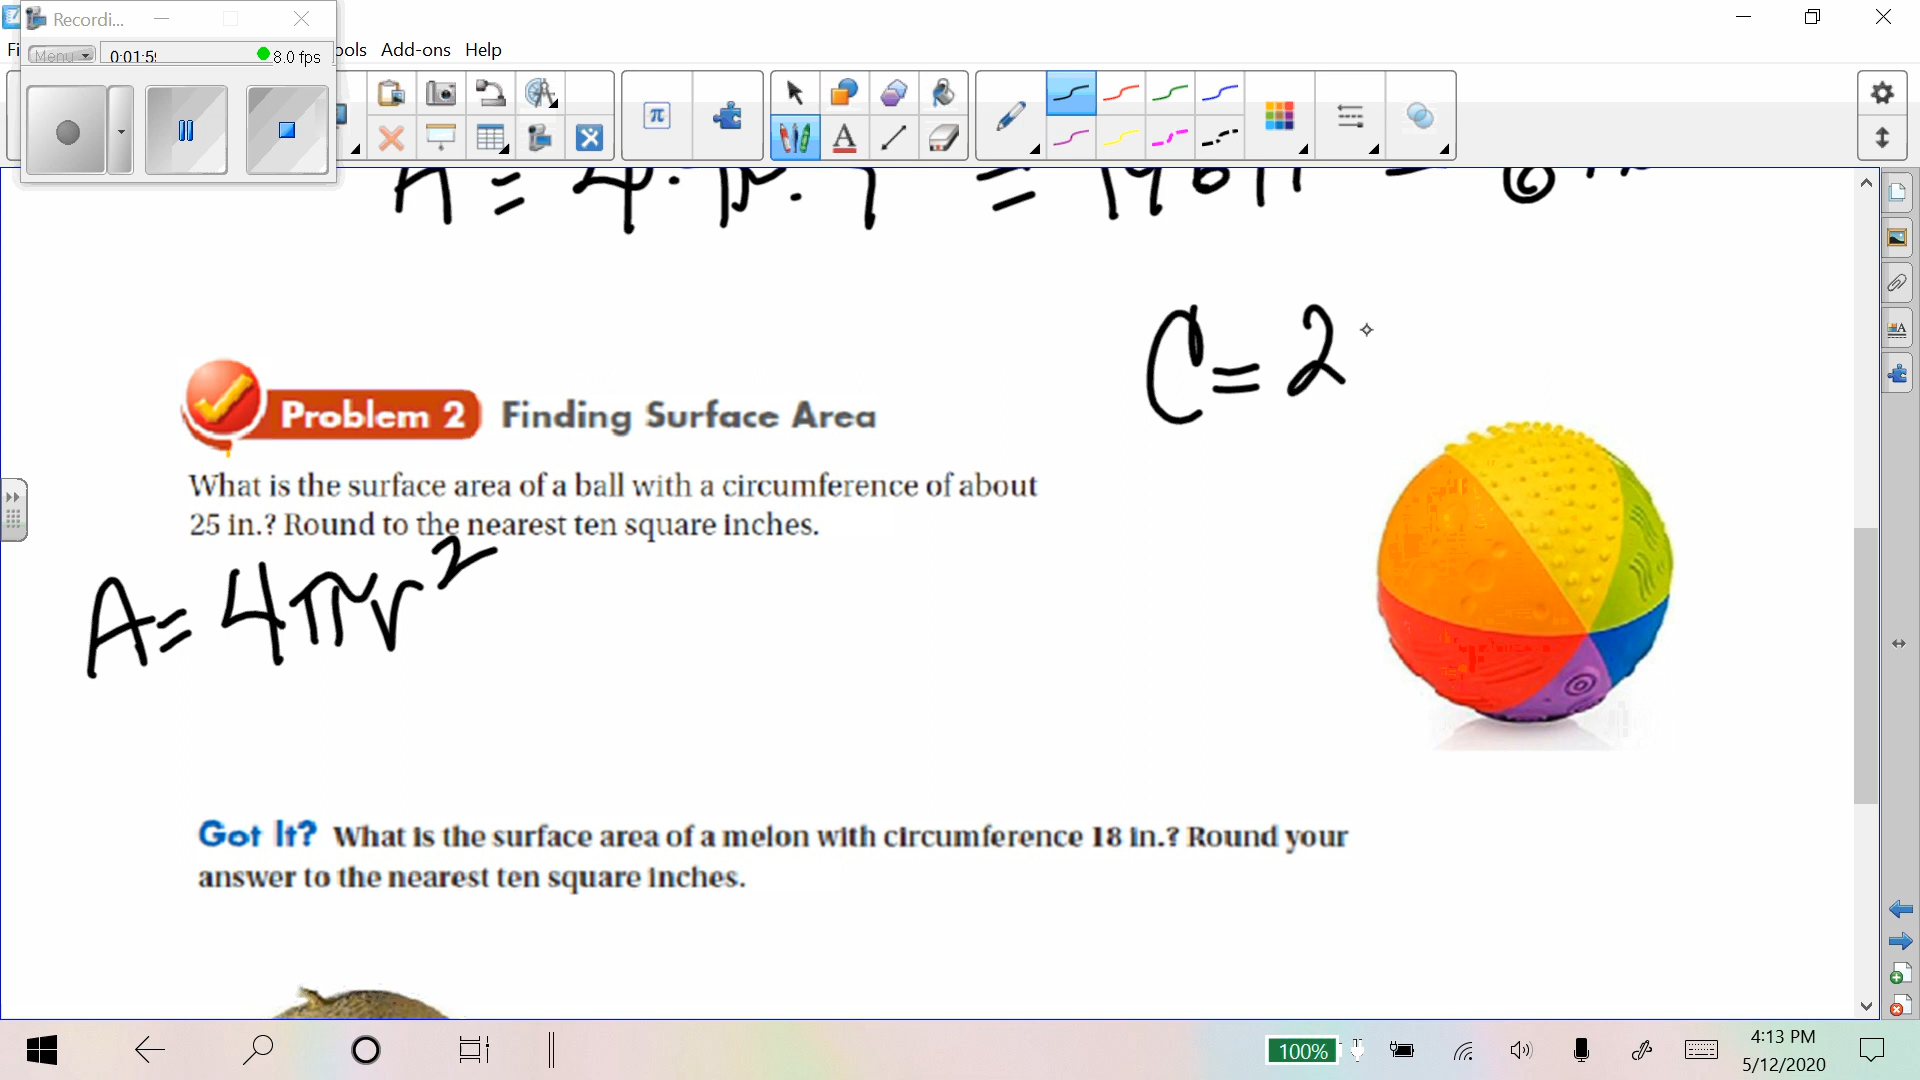 Recordi...
Menu
0:01:5
8.0 fps
Fi
ools Add-ons Help
π
A
A = 4 · π · 7
=
C = 2
Problem 2 Finding Surface Area
What is the surface area of a ball with a circumference of about
25 in.? Round to the nearest ten square inches.
A = 4πr²
Got It? What is the surface area of a melon with circumference 18 in.? Round your
answer to the nearest ten square inches.
100%
4:13 PM
5/12/2020